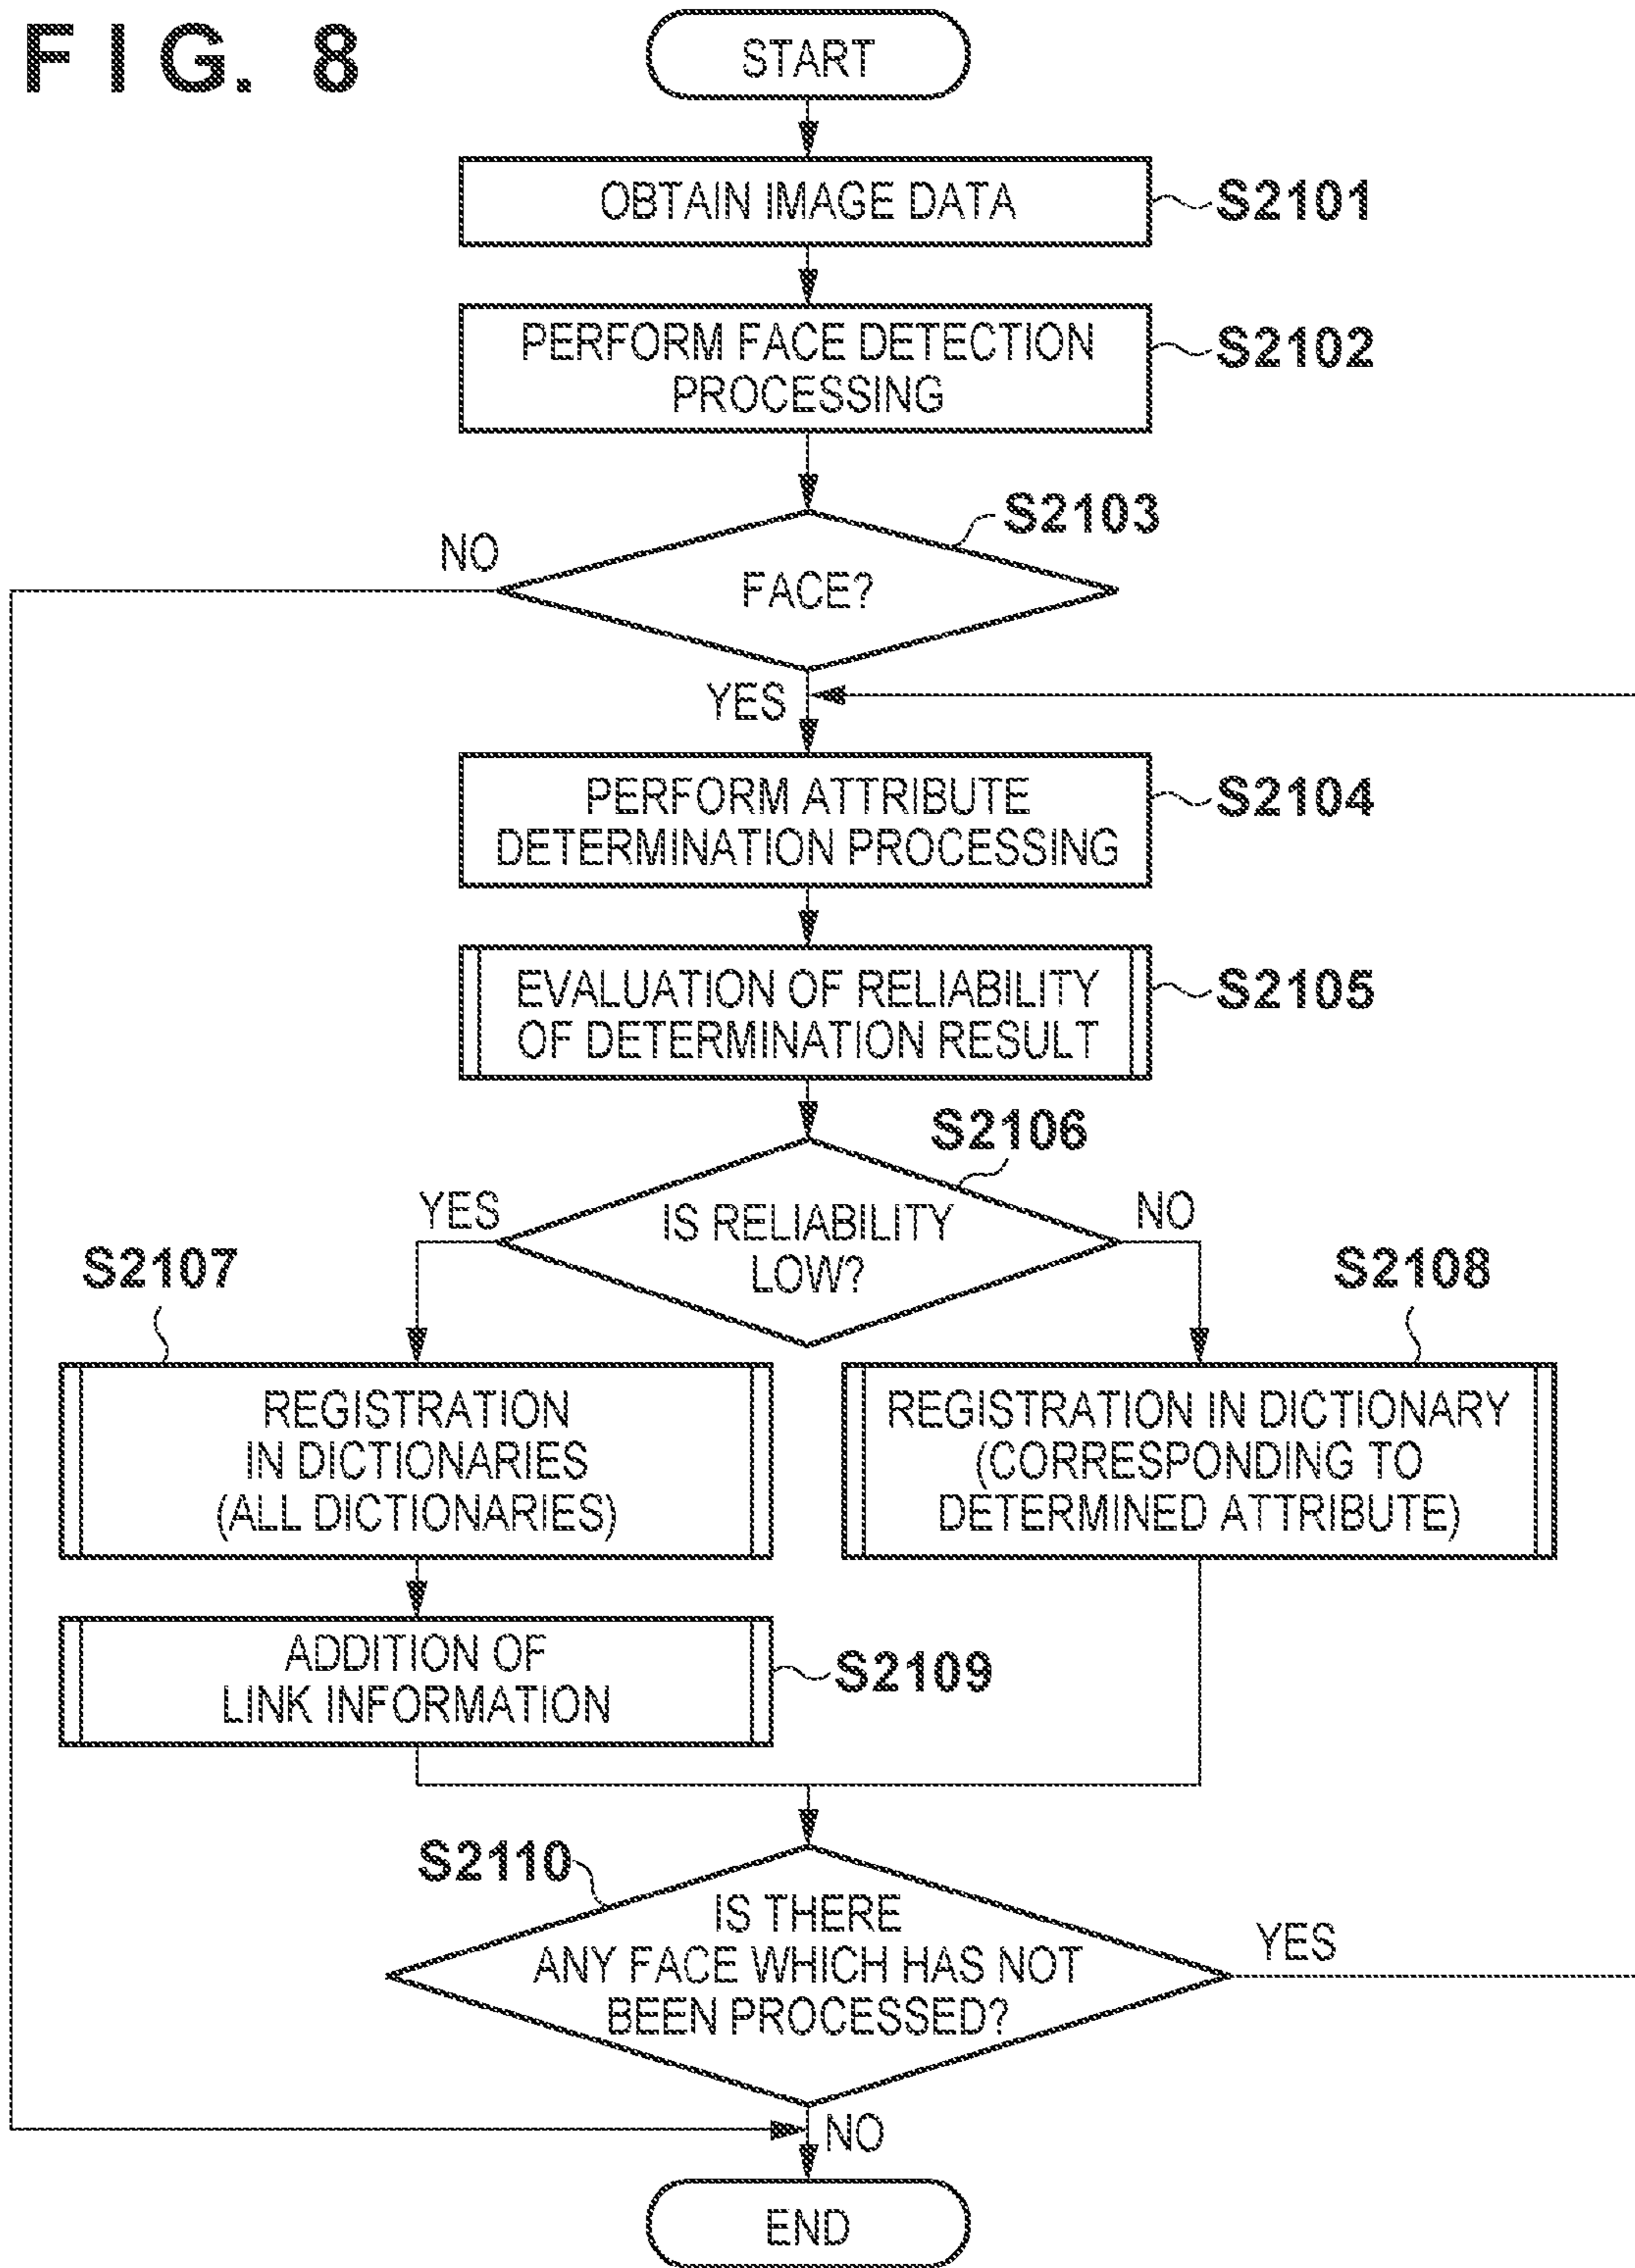 FIG. 8
START
OBTAIN IMAGE DATA
S2101
PERFORM FACE DETECTION
PROCESSING
S2102
S2103
NO
FACE?
YES
PERFORM ATTRIBUTE
DETERMINATION PROCESSING
S2104
EVALUATION OF RELIABILITY
OF DETERMINATION RESULT
S2105
S2106
YES
IS RELIABILITY
LOW?
NO
S2107
S2108
REGISTRATION
IN DICTIONARIES
(ALL DICTIONARIES)
REGISTRATION IN DICTIONARY
(CORRESPONDING TO
DETERMINED ATTRIBUTE)
ADDITION OF
LINK INFORMATION
S2109
S2110
IS THERE
ANY FACE WHICH HAS NOT
BEEN PROCESSED?
YES
NO
END